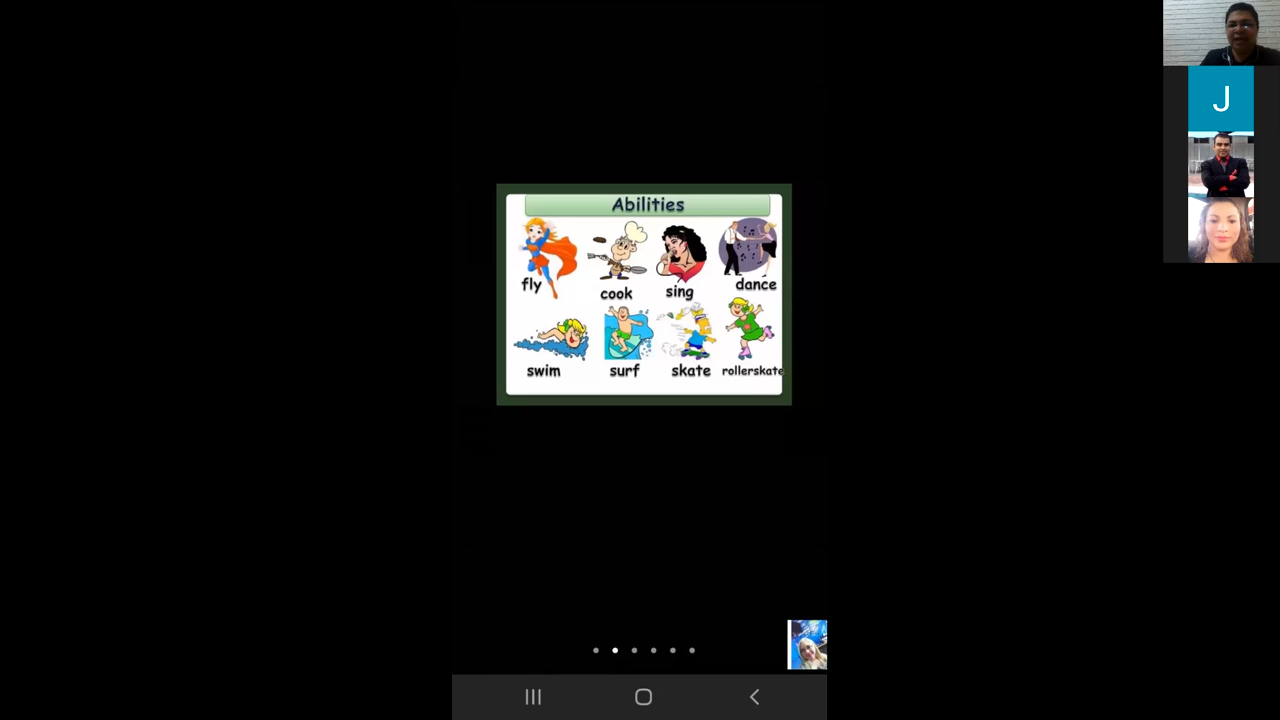 Abilities
fly
cook
sing
dance
swim
surf
skate
rollerskate
J